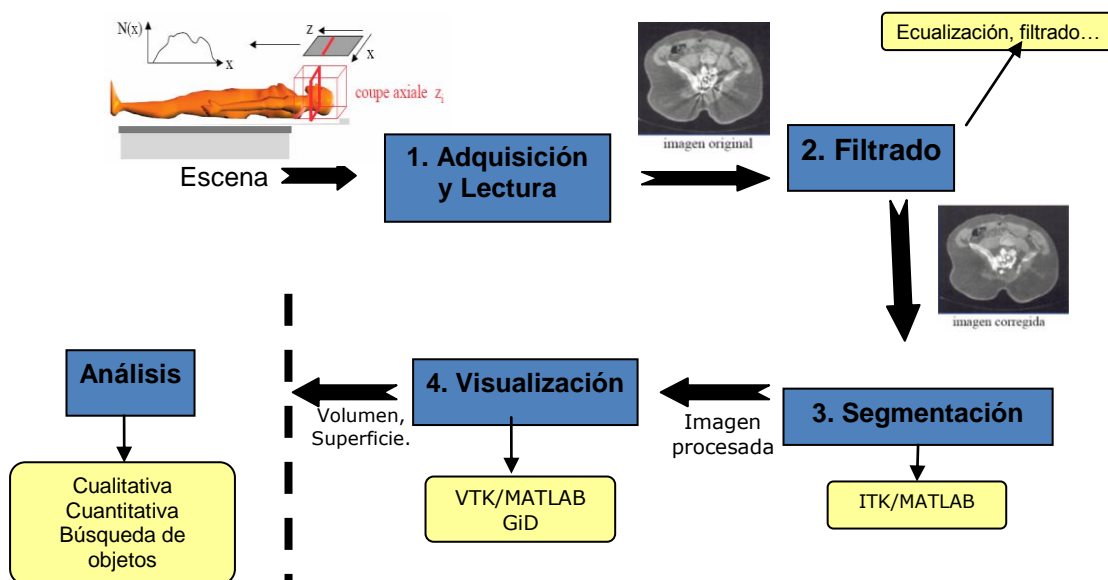 N(x)
x
z
x
coupe axiale z_i
Escena
1. Adquisición
y Lectura
imagen original
Ecualización, filtrado…
2. Filtrado
imagen corregida
3. Segmentación
ITK/MATLAB
Imagen
procesada
4. Visualización
VTK/MATLAB
GiD
Volumen,
Superficie.
Análisis
Cualitativa
Cuantitativa
Búsqueda de
objetos